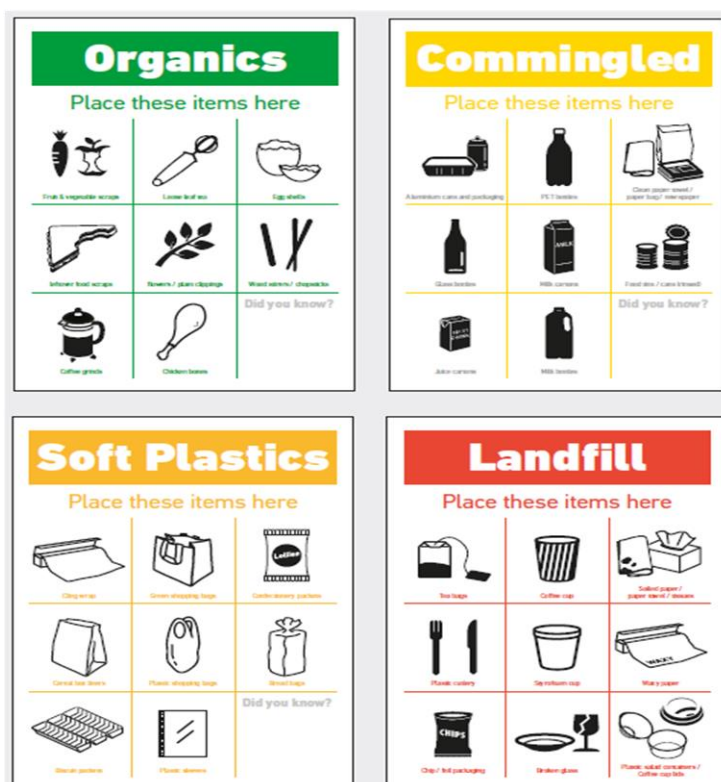 Organics
Place these items here
Fruit & vegetable scraps
Loose leaf tea
Egg shells
leftover food scraps
flowers / plant clippings
Wood stirrers / chopsticks
Coffee grinds
Chicken bones
Did you know?
Commingled
Place these items here
Aluminium cans and packaging
PET bottles
Clean paper towel /
paper bag / newspaper
MILK
Glass bottles
Milk cartons
Food tins / cans (rinsed)
Juice cartons
Milk bottles
Did you know?
Soft Plastics
Place these items here
Lollies
Cling wrap
Green shopping bags
Confectionery packets
Cereal box liners
Plastic shopping bags
Bread bags
Biscuit packets
Plastic sleeves
Did you know?
Landfill
Place these items here
Tea bags
Coffee cup
Soiled paper /
paper towel / tissues
WAXY
Plastic cutlery
Styrofoam cup
Waxy paper
CHIPS
Chip / foil packaging
Broken glass
Plastic salad containers /
Coffee cup lids